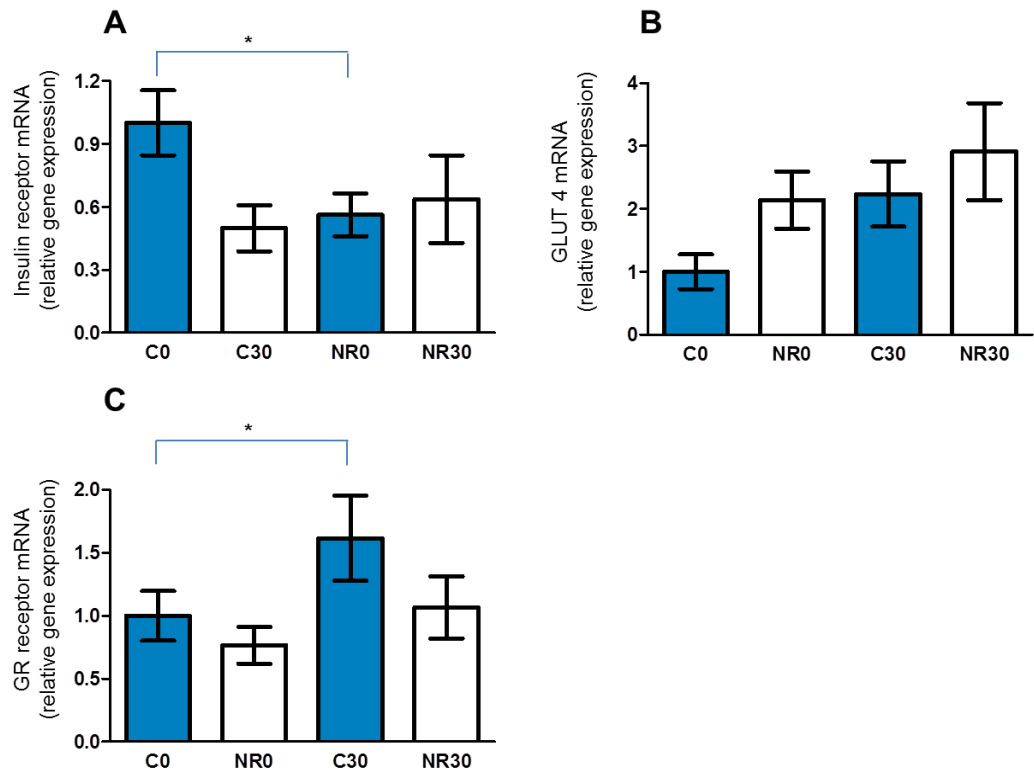 A
*
Insulin receptor mRNA
(relative gene expression)
1.2
0.9
0.6
0.3
0.0
C0 C30 NR0 NR30
B
GLUT 4 mRNA
(relative gene expression)
4
3
2
1
0
C0 NR0 C30 NR30
C
*
GR receptor mRNA
(relative gene expression)
2.0
1.5
1.0
0.5
0.0
C0 NR0 C30 NR30